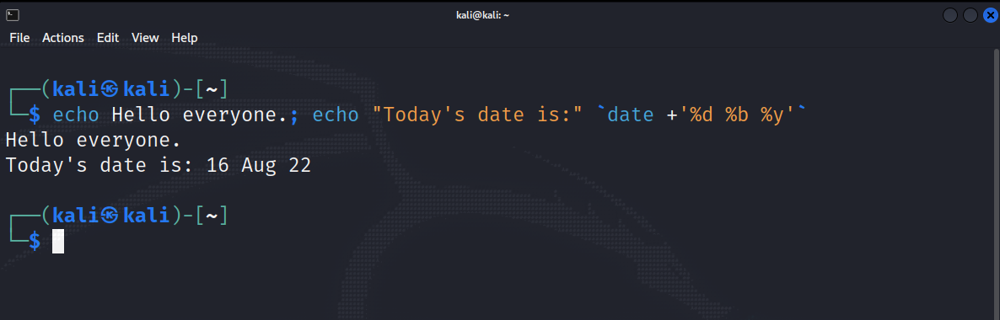 kali@kali: ~
File Actions Edit View Help
┌──(kali㉿kali)-[~]
└─$ echo Hello everyone.; echo "Today's date is:" `date +'%d %b %y'`
Hello everyone.
Today's date is: 16 Aug 22
┌──(kali㉿kali)-[~]
└─$